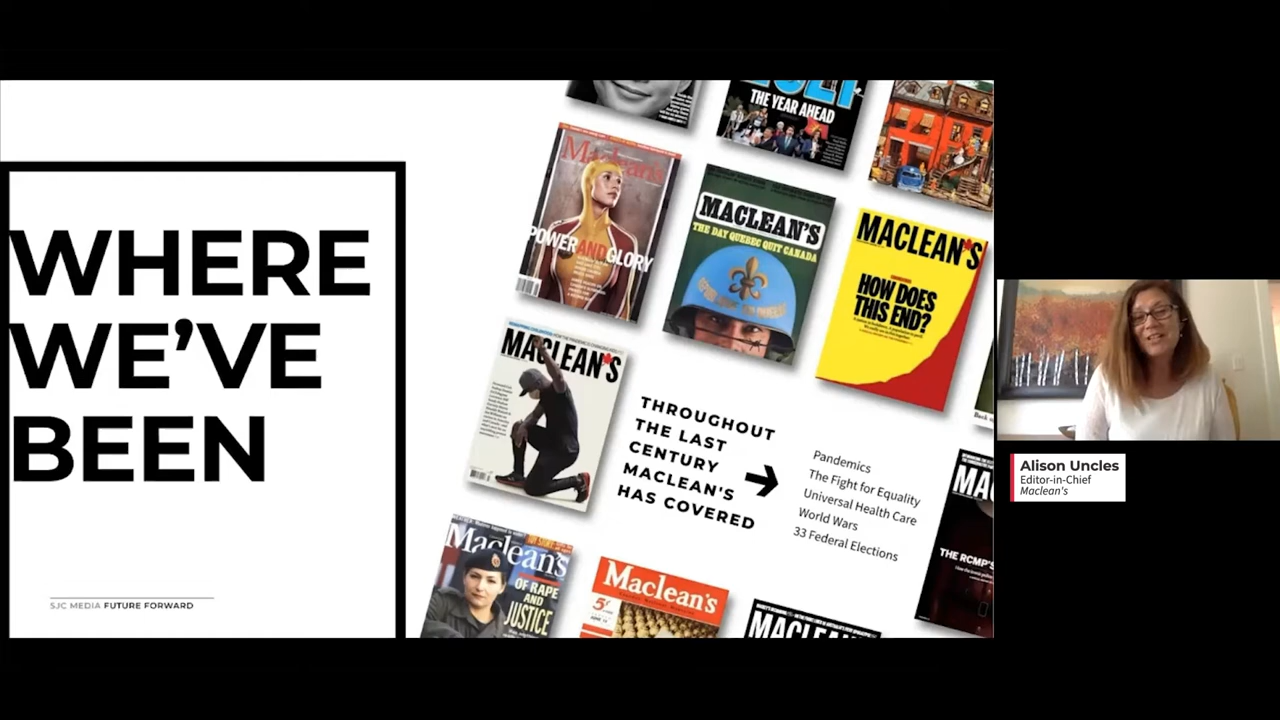 WHERE
WE'VE
BEEN
SJC MEDIA FUTURE FORWARD
THE YEAR AHEAD
Maclean's
POWER AND GLORY
MACLEAN'S
THE DAY QUEBEC QUIT CANADA
MACLEAN'S
HOW DOES
THIS END?
MACLEAN'S
THROUGHOUT
THE LAST
CENTURY
MACLEAN'S
HAS COVERED
Pandemics
The Fight for Equality
Universal Health Care
World Wars
33 Federal Elections
Maclean's
OF RAPE
AND
JUSTICE
Maclean's
5¢
MACLEAN'S
MA
THE RCMP'S
Alison Uncles
Editor-in-Chief
Maclean's